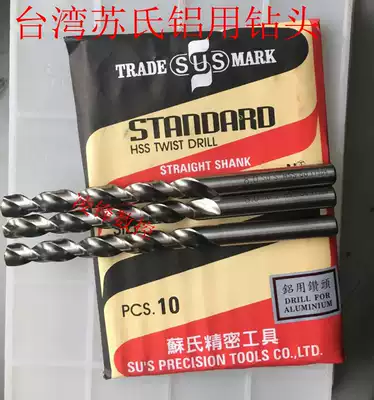 台湾苏氏铝用钻头
TRADE SUS MARK
STANDARD
HSS TWIST DRILL
STRAIGHT SHANK
PCS. 10
鋁用鑽頭
DRILL FOR
ALUMINIUM
蘇氏精密工具
SU'S PRECISION TOOLS CO.,LTD.